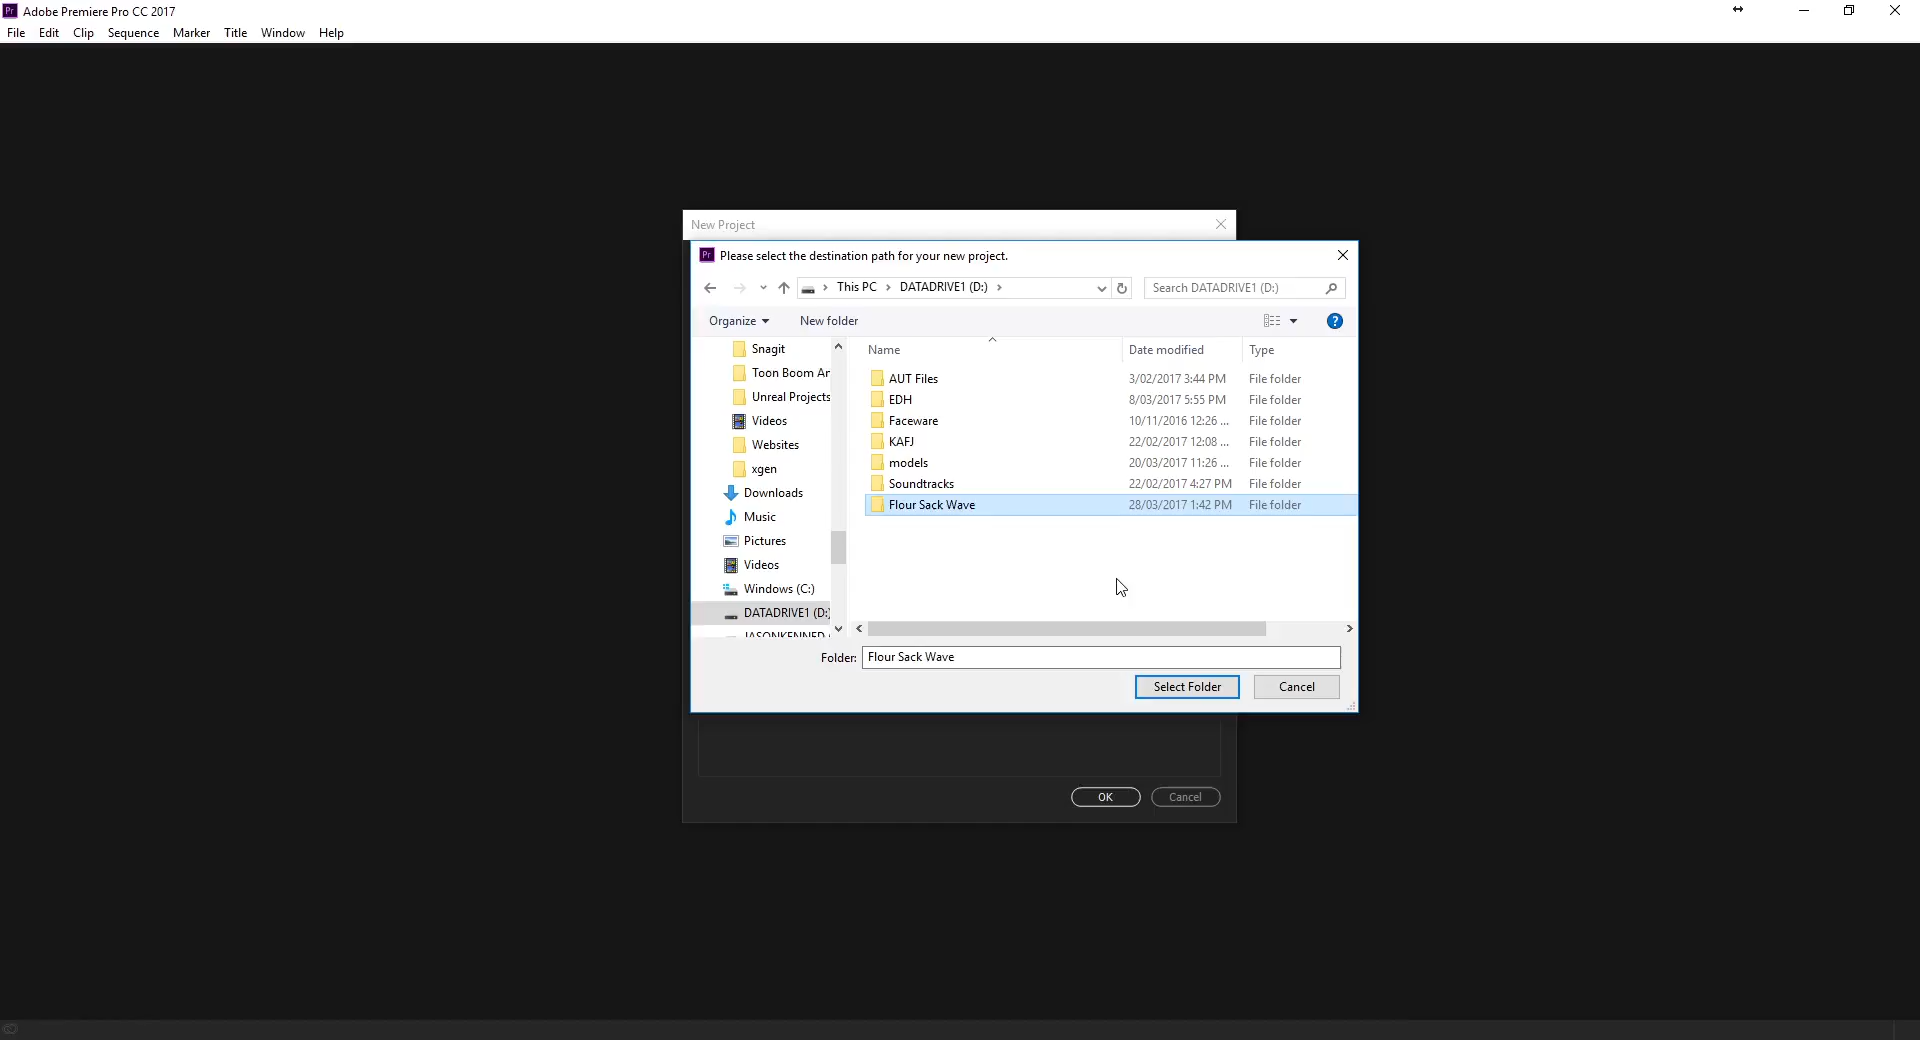 Adobe Premiere Pro CC 2017
File Edit Clip Sequence Marker Title Window Help
New Project
Please select the destination path for your new project.
This PC DATADRIVE1 (D:)
Search DATADRIVE1 (D:)
Organize New folder
Snagit
Toon Boom An
Unreal Projects
Videos
Websites
xgen
Downloads
Music
Pictures
Videos
Windows (C:)
DATADRIVE1 (D:)
Name Date modified Type
AUT Files 3/02/2017 3:44 PM File folder
EDH 8/03/2017 5:55 PM File folder
Faceware 10/11/2016 12:26 ... File folder
KAFJ 22/02/2017 12:08 ... File folder
models 20/03/2017 11:26 ... File folder
Soundtracks 22/02/2017 4:27 PM File folder
Flour Sack Wave 28/03/2017 1:42 PM File folder
Folder: Flour Sack Wave
Select Folder Cancel
OK Cancel